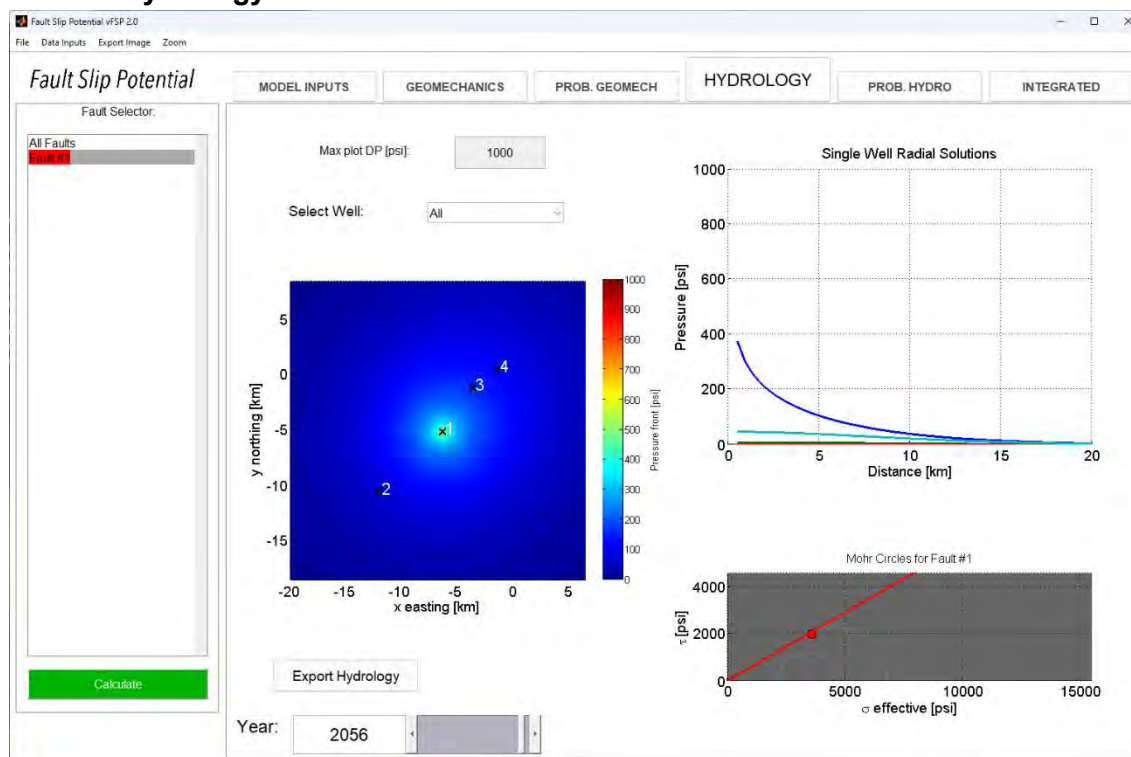 Fault Slip Potential vFSP 2.0
File Data Inputs Export Image Zoom
Fault Slip Potential
MODEL INPUTS
GEOMECHANICS
PROB. GEOMECH
HYDROLOGY
PROB. HYDRO
INTEGRATED
Fault Selector:
All Faults
Fault #1
Calculate
Max plot DP [psi]:
1000
Select Well:
All
5
0
-5
-10
-15
y northing [km]
-20 -15 -10 -5 0 5
x easting [km]
1
2
3
4
1000
900
800
700
600
500
400
300
200
100
0
Pressure front [psi]
Export Hydrology
Year:
2056
Single Well Radial Solutions
1000
800
600
400
200
0
Pressure [psi]
0 5 10 15 20
Distance [km]
Mohr Circles for Fault #1
4000
2000
0
τ [psi]
0 5000 10000 15000
σ effective [psi]